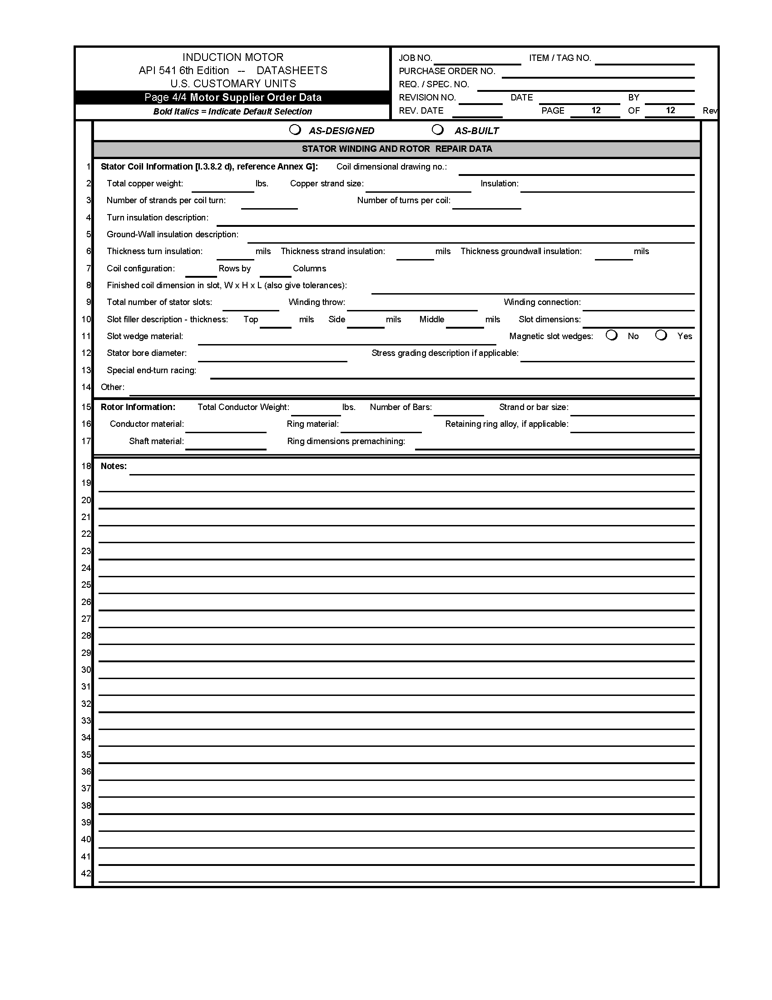 INDUCTION MOTOR
API 541 6th Edition -- DATASHEETS
U.S. CUSTOMARY UNITS
Page 4/4 Motor Supplier Order Data
Bold Italics = Indicate Default Selection
JOB NO. ITEM / TAG NO.
PURCHASE ORDER NO.
REQ. / SPEC. NO.
REVISION NO. DATE BY
REV. DATE PAGE 12 OF 12 Rev
AS-DESIGNED AS-BUILT
STATOR WINDING AND ROTOR REPAIR DATA
1 Stator Coil Information [I.3.8.2 d), reference Annex G]: Coil dimensional drawing no.:
2 Total copper weight: lbs. Copper strand size: Insulation:
3 Number of strands per coil turn: Number of turns per coil:
4 Turn insulation description:
5 Ground-Wall insulation description:
6 Thickness turn insulation: mils Thickness strand insulation: mils Thickness groundwall insulation: mils
7 Coil configuration: Rows by Columns
8 Finished coil dimension in slot, W x H x L (also give tolerances):
9 Total number of stator slots: Winding throw: Winding connection:
10 Slot filler description - thickness: Top mils Side mils Middle mils Slot dimensions:
11 Slot wedge material: Magnetic slot wedges: No Yes
12 Stator bore diameter: Stress grading description if applicable:
13 Special end-turn racing:
14 Other:
15 Rotor Information: Total Conductor Weight: lbs. Number of Bars: Strand or bar size:
16 Conductor material: Ring material: Retaining ring alloy, if applicable:
17 Shaft material: Ring dimensions premachining:
18 Notes:
19
20
21
22
23
24
25
26
27
28
29
30
31
32
33
34
35
36
37
38
39
40
41
42